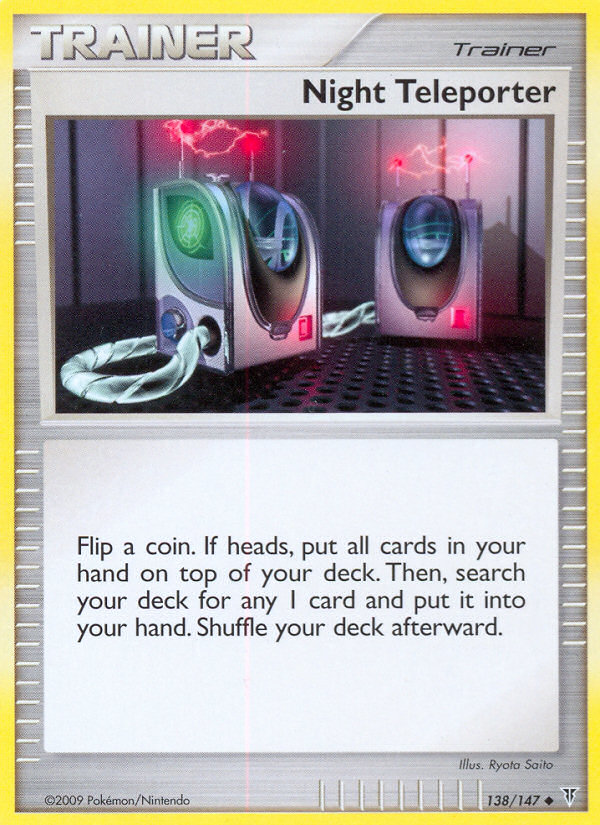 TRAINER
Trainer
Night Teleporter
Flip a coin. If heads, put all cards in your
hand on top of your deck. Then, search
your deck for any 1 card and put it into
your hand. Shuffle your deck afterward.
Illus. Ryota Saito
©2009 Pokémon/Nintendo
138/147 ◆